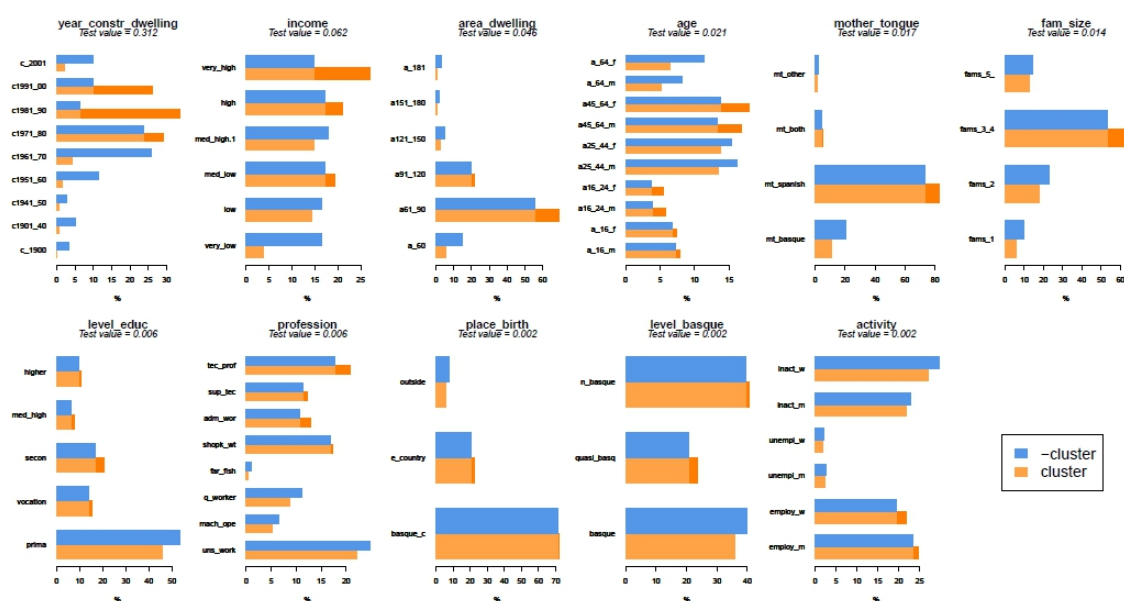 year_constr_dwelling
Test value = 0.312
c_2001
c1991_00
c1981_90
c1971_80
c1961_70
c1951_60
c1941_50
c1901_40
c_1900
0 5 10 15 20 25 30
%
income
Test value = 0.062
very_high
high
med_high.1
med_low
low
very_low
0 5 10 15 20 25
%
area_dwelling
Test value = 0.046
a_181
a151_180
a121_150
a91_120
a61_90
a_60
0 10 20 30 40 50 60
%
age
Test value = 0.021
a_64_f
a_64_m
a45_64_f
a45_64_m
a25_44_f
a25_44_m
a16_24_f
a16_24_m
a_16_f
a_16_m
0 5 10 15
%
mother_tongue
Test value = 0.017
mt_other
mt_both
mt_spanish
mt_basque
0 20 40 60 80
%
fam_size
Test value = 0.014
fams_5_
fams_3_4
fams_2
fams_1
0 10 20 30 40 50 60
%
level_educ
Test value = 0.006
higher
med_high
secon
vocation
prima
0 10 20 30 40 50
%
profession
Test value = 0.006
tec_prof
sup_tec
adm_wor
shopk_wt
far_fish
q_worker
mach_ope
uns_work
0 5 10 15 20
%
place_birth
Test value = 0.002
outside
e_country
basque_c
0 10 20 30 40 50 60 70
%
level_basque
Test value = 0.002
n_basque
quasi_basq
basque
0 10 20 30 40
%
activity
Test value = 0.002
inact_w
inact_m
unempl_w
unempl_m
employ_w
employ_m
0 5 10 15 20 25
%
−cluster
cluster